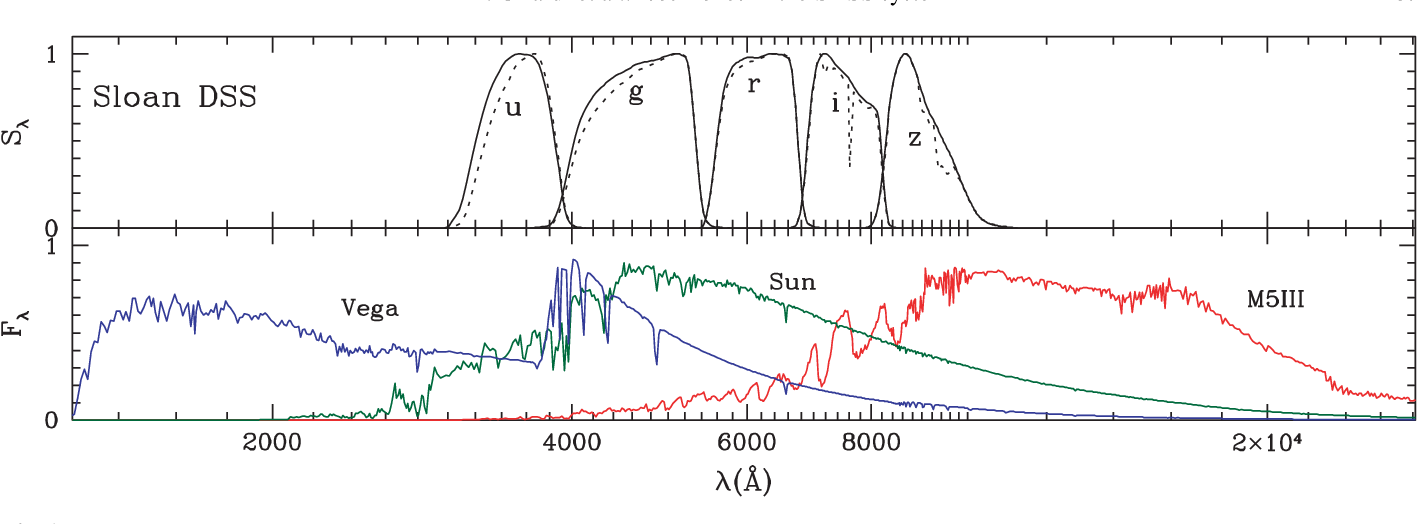 1
Sloan DSS
u
g
r
i
z
S_λ
0
1
Vega
Sun
M5III
F_λ
0
2000
4000
6000
8000
2×10⁴
λ(Å)